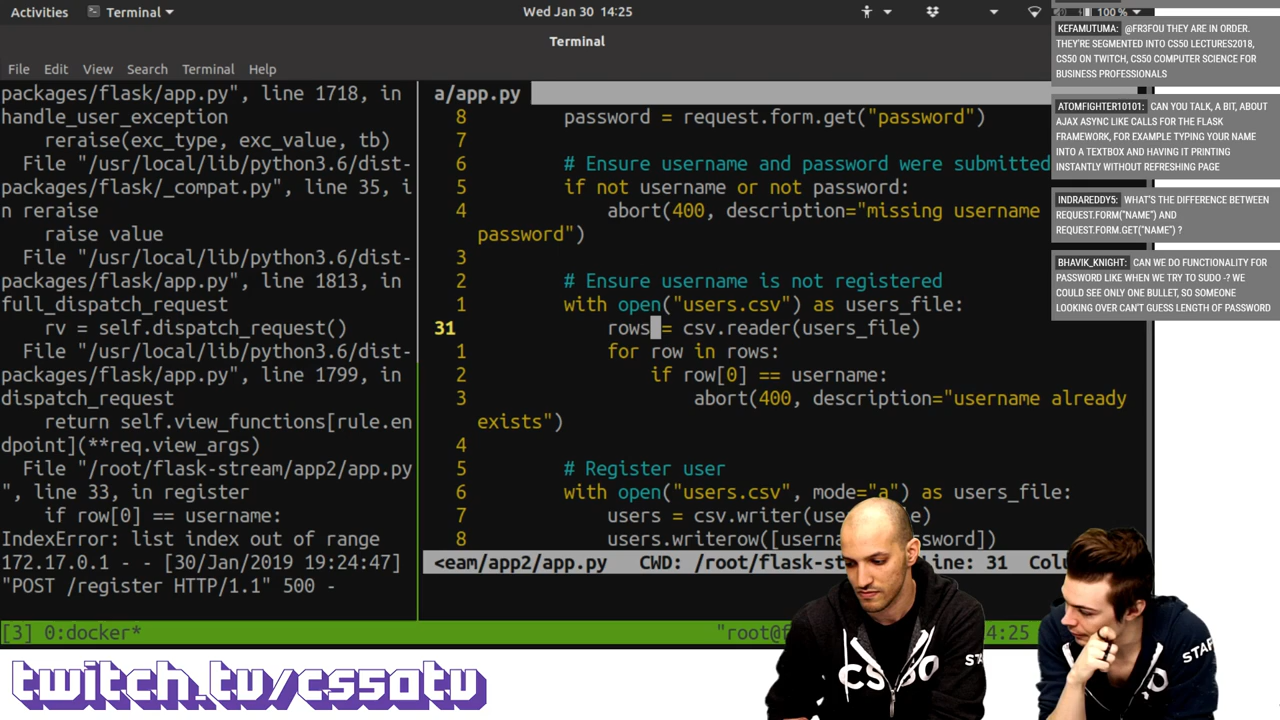 Activities Terminal Wed Jan 30 14:25 100 %
Terminal
File Edit View Search Terminal Help
packages/flask/app.py", line 1718, in
handle_user_exception
reraise(exc_type, exc_value, tb)
File "/usr/local/lib/python3.6/dist-
packages/flask/_compat.py", line 35, i
n reraise
raise value
File "/usr/local/lib/python3.6/dist-
packages/flask/app.py", line 1813, in
full_dispatch_request
rv = self.dispatch_request()
File "/usr/local/lib/python3.6/dist-
packages/flask/app.py", line 1799, in
dispatch_request
return self.view_functions[rule.en
dpoint](**req.view_args)
File "/root/flask-stream/app2/app.py
", line 33, in register
if row[0] == username:
IndexError: list index out of range
172.17.0.1 - - [30/Jan/2019 19:24:47]
"POST /register HTTP/1.1" 500 -
a/app.py
8 password = request.form.get("password")
7
6 # Ensure username and password were submitted
5 if not username or not password:
4 abort(400, description="missing username
password")
3
2 # Ensure username is not registered
1 with open("users.csv") as users_file:
31 rows = csv.reader(users_file)
1 for row in rows:
2 if row[0] == username:
3 abort(400, description="username already
exists")
4
5 # Register user
6 with open("users.csv", mode="a") as users_file:
7 users = csv.writer(use
8 users.writerow([usern
<eam/app2/app.py CWD: /root/flask-st Line: 31 Colu
[3] 0:docker* "root@f 4:25
KEFAMUTUMA: @FR3FOU THEY ARE IN ORDER.
THEY'RE SEGMENTED INTO CS50 LECTURES2018,
CS50 ON TWITCH, CS50 COMPUTER SCIENCE FOR
BUSINESS PROFESSIONALS
ATOMFIGHTER10101: CAN YOU TALK, A BIT, ABOUT
AJAX ASYNC LIKE CALLS FOR THE FLASK
FRAMEWORK, FOR EXAMPLE TYPING YOUR NAME
INTO A TEXTBOX AND HAVING IT PRINTING
INSTANTLY WITHOUT REFRESHING PAGE
INDRAREDDY5: WHAT'S THE DIFFERENCE BETWEEN
REQUEST.FORM("NAME") AND
REQUEST.FORM.GET("NAME") ?
BHAVIK_KNIGHT: CAN WE DO FUNCTIONALITY FOR
PASSWORD LIKE WHEN WE TRY TO SUDO -? WE
COULD SEE ONLY ONE BULLET, SO SOMEONE
LOOKING OVER CAN'T GUESS LENGTH OF PASSWORD
twitch.tv/cs50tv
CS50
STAF